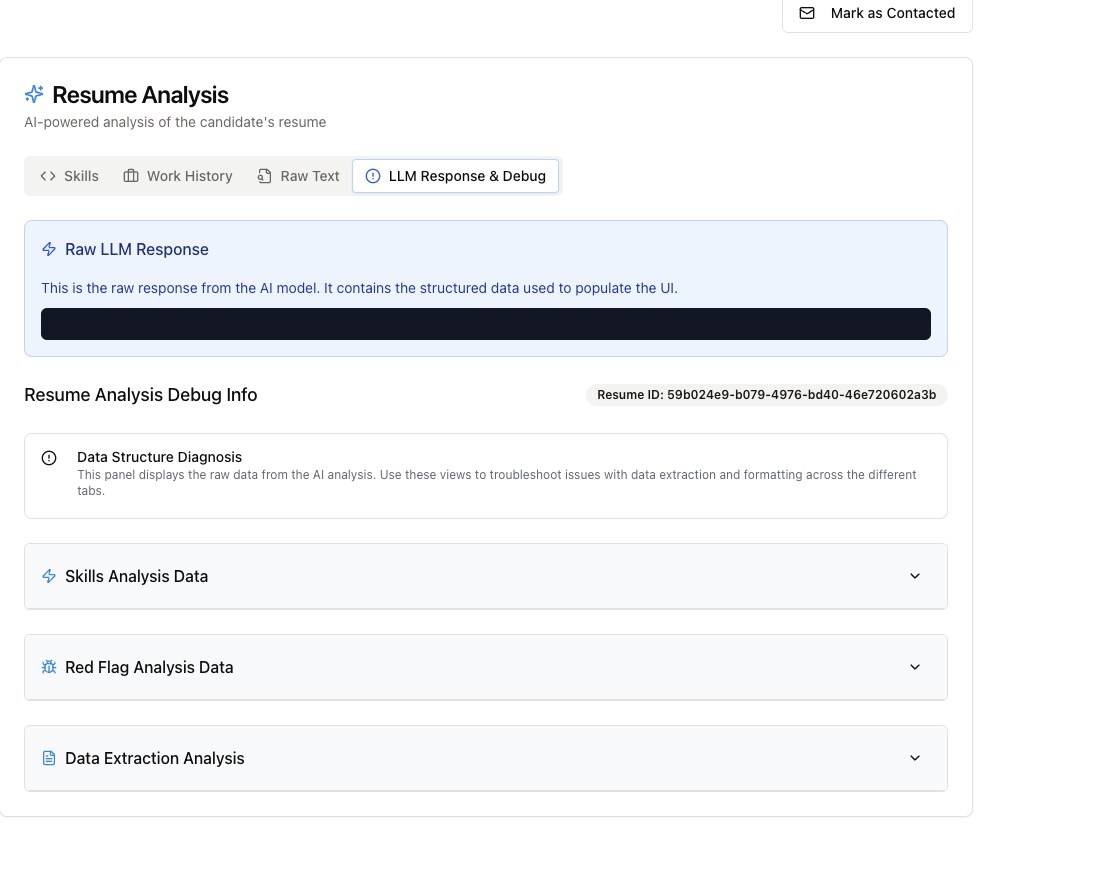 Mark as Contacted
Resume Analysis
AI-powered analysis of the candidate's resume
Skills
Work History
Raw Text
LLM Response & Debug
Raw LLM Response
This is the raw response from the AI model. It contains the structured data used to populate the UI.
Resume Analysis Debug Info
Resume ID: 59b024e9-b079-4976-bd40-46e720602a3b
Data Structure Diagnosis
This panel displays the raw data from the AI analysis. Use these views to troubleshoot issues with data extraction and formatting across the different
tabs.
Skills Analysis Data
Red Flag Analysis Data
Data Extraction Analysis